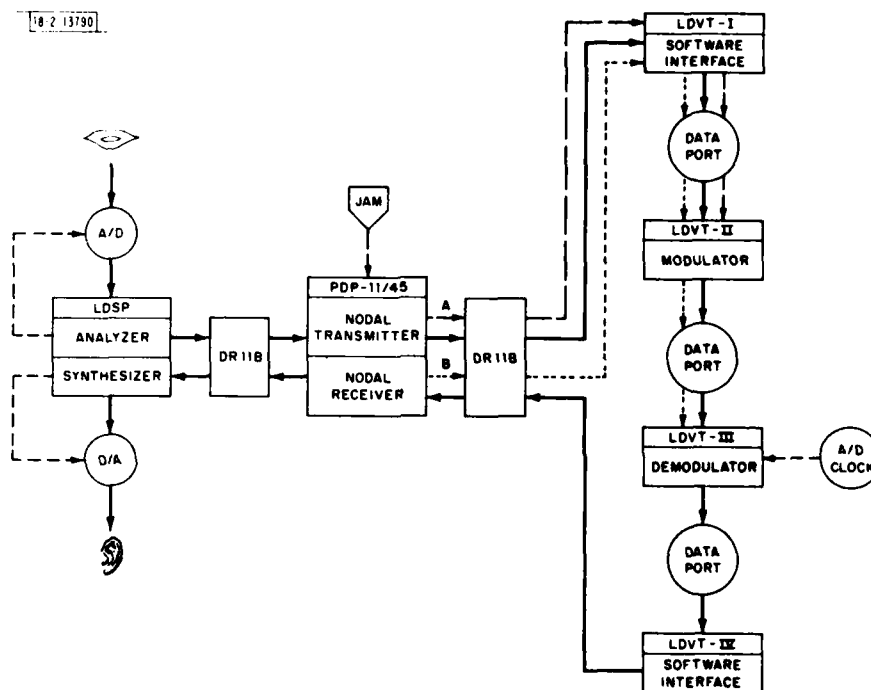 18-2 13790
LDVT-I
SOFTWARE
INTERFACE
DATA
PORT
JAM
A/D
LDVT-II
MODULATOR
PDP-11/45
LDSP
A
NODAL
TRANSMITTER
ANALYZER
DR11B
DR11B
SYNTHESIZER
B
NODAL
RECEIVER
DATA
PORT
LDVT-III
DEMODULATOR
A/D
CLOCK
D/A
DATA
PORT
LDVT-IV
SOFTWARE
INTERFACE